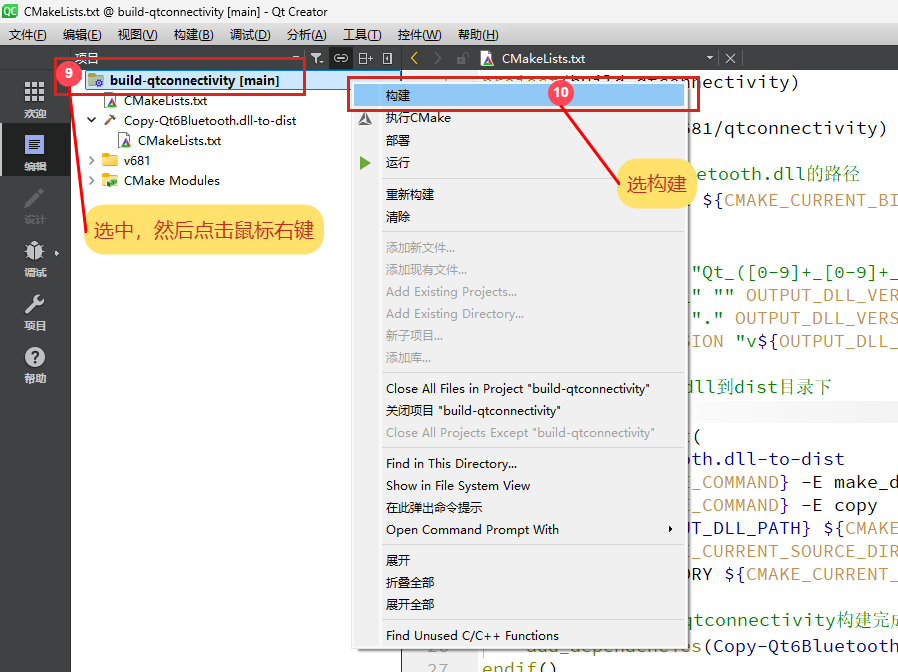 CMakeLists.txt @ build-qtconnectivity [main] - Qt Creator
文件(F) 编辑(E) 视图(V) 构建(B) 调试(D) 分析(A) 工具(T) 控件(W) 帮助(H)
项目
CMakeLists.txt
9
build-qtconnectivity [main]
CMakeLists.txt
Copy-Qt6Bluetooth.dll-to-dist
CMakeLists.txt
v681
CMake Modules
选中，然后点击鼠标右键
欢迎
编辑
设计
调试
项目
帮助
构建
10
选构建
执行CMake
部署
运行
重新构建
清除
添加新文件...
添加现有文件...
Add Existing Projects...
Add Existing Directory...
新子项目...
添加库...
Close All Files in Project "build-qtconnectivity"
关闭项目 "build-qtconnectivity"
Close All Projects Except "build-qtconnectivity"
Find in This Directory...
Show in File System View
在此弹出命令提示
Open Command Prompt With
展开
折叠全部
展开全部
Find Unused C/C++ Functions
project(build-qtconnectivity)
681/qtconnectivity)
etooth.dll的路径
${CMAKE_CURRENT_BI
"Qt_([0-9]+_[0-9]+_
" "" OUTPUT_DLL_VER
"." OUTPUT_DLL_VERS
ION "v${OUTPUT_DLL_
dll到dist目录下
(
oth.dll-to-dist
E_COMMAND} -E make_d
E_COMMAND} -E copy
UT_DLL_PATH} ${CMAK
E_CURRENT_SOURCE_DIR
ORY ${CMAKE_CURRENT_
qtconnectivity构建完成
26 add_dependencies(Copy-Qt6Bluetooth
27 endif()